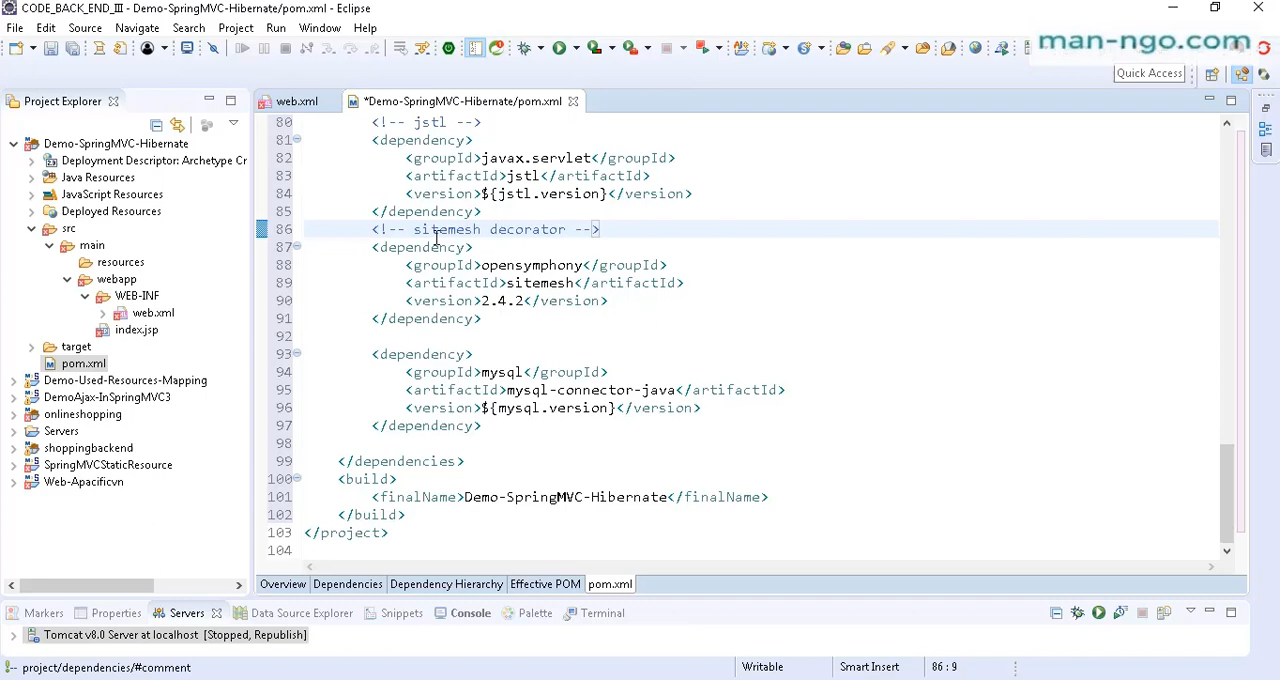 CODE_BACK_END_III - Demo-SpringMVC-Hibernate/pom.xml - Eclipse
File Edit Source Navigate Search Project Run Window Help
man-ngo.com
Quick Access
Project Explorer
web.xml
*Demo-SpringMVC-Hibernate/pom.xml
Demo-SpringMVC-Hibernate
Deployment Descriptor: Archetype Cr
Java Resources
JavaScript Resources
Deployed Resources
src
main
resources
webapp
WEB-INF
web.xml
index.jsp
target
pom.xml
Demo-Used-Resources-Mapping
DemoAjax-InSpringMVC3
onlineshopping
Servers
shoppingbackend
SpringMVCStaticResource
Web-Apacificvn
80 <!-- jstl -->
81 <dependency>
82 <groupId>javax.servlet</groupId>
83 <artifactId>jstl</artifactId>
84 <version>${jstl.version}</version>
85 </dependency>
86 <!-- sitemesh decorator -->
87 <dependency>
88 <groupId>opensymphony</groupId>
89 <artifactId>sitemesh</artifactId>
90 <version>2.4.2</version>
91 </dependency>
92
93 <dependency>
94 <groupId>mysql</groupId>
95 <artifactId>mysql-connector-java</artifactId>
96 <version>${mysql.version}</version>
97 </dependency>
98
99 </dependencies>
100 <build>
101 <finalName>Demo-SpringMVC-Hibernate</finalName>
102 </build>
103 </project>
104
Overview Dependencies Dependency Hierarchy Effective POM pom.xml
Markers Properties Servers Data Source Explorer Snippets Console Palette Terminal
Tomcat v8.0 Server at localhost [Stopped, Republish]
project/dependencies/#comment Writable Smart Insert 86 : 9